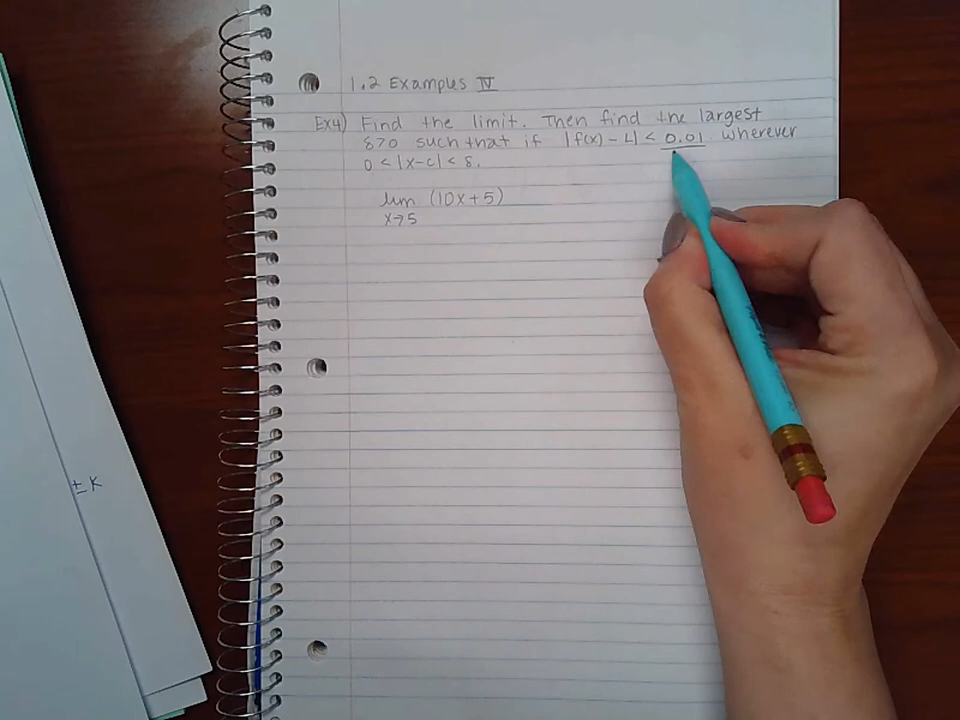 1.2 Examples IV
Ex4) Find the limit. Then find the largest
δ>0 such that if |f(x) - L| < 0.01 wherever
0 < |x-c| < δ.
lim (10x+5)
x→5
± K